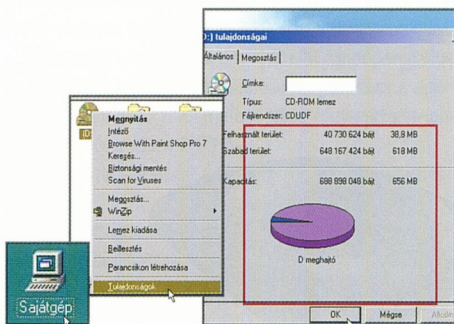 D:) tulajdonságai
Általános
Megosztás
Címke:
Típus: CD-ROM lemez
Fájlrendszer: CDUDF
Felhasznált terület: 40 730 624 bájt 38,8 MB
Szabad terület: 648 167 424 bájt 618 MB
Kapacitás: 688 898 048 bájt 656 MB
D meghajtó
OK
Mégse
Megnyitás
Intéző
Browse With Paint Shop Pro 7
Keresés...
Biztonsági mentés
Scan for Viruses
Megosztás...
WinZip
Lemez kiadása
Beillesztés
Parancsikon létrehozása
Tulajdonságok
Sajátgép